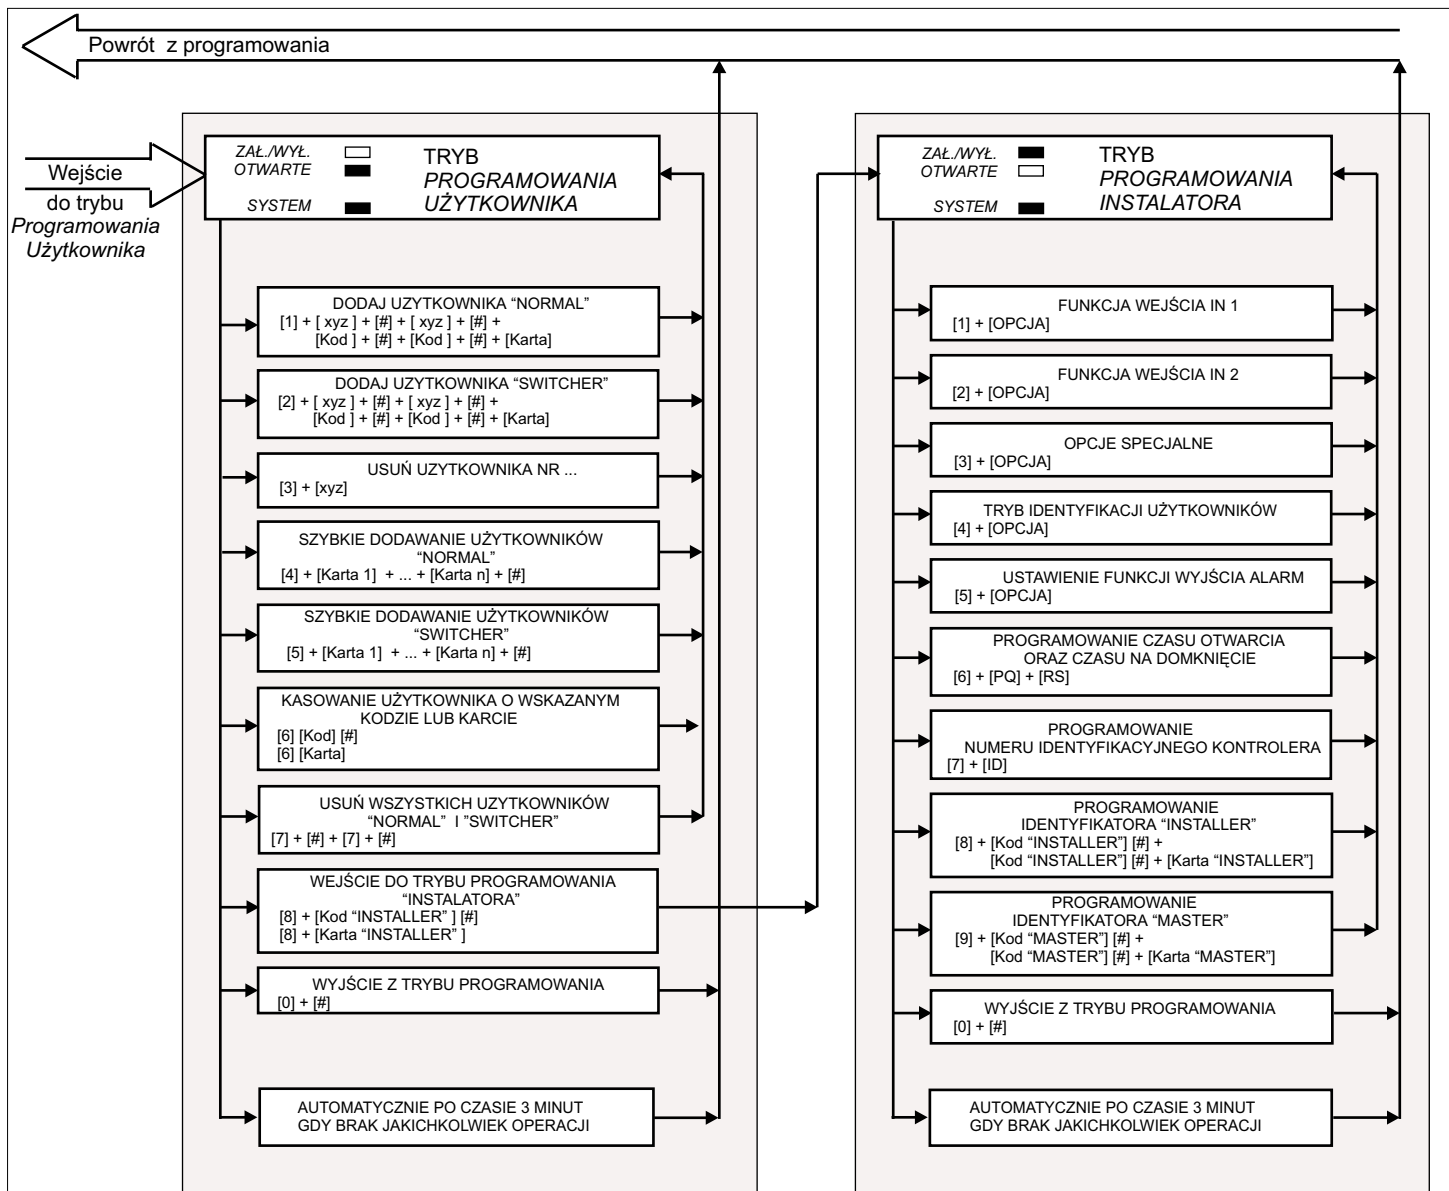 Powrót z programowania
Wejście
do trybu
Programowania
Użytkownika
ZAŁ./WYŁ.
OTWARTE
SYSTEM
TRYB
PROGRAMOWANIA
UŻYTKOWNIKA
DODAJ UZYTKOWNIKA “NORMAL”
[1] + [ xyz ] + [#] + [ xyz ] + [#] +
[Kod ] + [#] + [Kod ] + [#] + [Karta]
DODAJ UZYTKOWNIKA “SWITCHER”
[2] + [ xyz ] + [#] + [ xyz ] + [#] +
[Kod ] + [#] + [Kod ] + [#] + [Karta]
USUŃ UZYTKOWNIKA NR ...
[3] + [xyz]
SZYBKIE DODAWANIE UŻYTKOWNIKÓW
“NORMAL”
[4] + [Karta 1] + ... + [Karta n] + [#]
SZYBKIE DODAWANIE UŻYTKOWNIKÓW
“SWITCHER”
[5] + [Karta 1] + ... + [Karta n] + [#]
KASOWANIE UŻYTKOWNIKA O WSKAZANYM
KODZIE LUB KARCIE
[6] [Kod] [#]
[6] [Karta]
USUŃ WSZYSTKICH UZYTKOWNIKÓW
“NORMAL” I ”SWITCHER”
[7] + [#] + [7] + [#]
WEJŚCIE DO TRYBU PROGRAMOWANIA
“INSTALATORA”
[8] + [Kod “INSTALLER” ] [#]
[8] + [Karta “INSTALLER” ]
WYJŚCIE Z TRYBU PROGRAMOWANIA
[0] + [#]
AUTOMATYCZNIE PO CZASIE 3 MINUT
GDY BRAK JAKICHKOLWIEK OPERACJI
ZAŁ./WYŁ.
OTWARTE
SYSTEM
TRYB
PROGRAMOWANIA
INSTALATORA
FUNKCJA WEJŚCIA IN 1
[1] + [OPCJA]
FUNKCJA WEJŚCIA IN 2
[2] + [OPCJA]
OPCJE SPECJALNE
[3] + [OPCJA]
TRYB IDENTYFIKACJI UŻYTKOWNIKÓW
[4] + [OPCJA]
USTAWIENIE FUNKCJI WYJŚCIA ALARM
[5] + [OPCJA]
PROGRAMOWANIE CZASU OTWARCIA
ORAZ CZASU NA DOMKNIĘCIE
[6] + [PQ] + [RS]
PROGRAMOWANIE
NUMERU IDENTYFIKACYJNEGO KONTROLERA
[7] + [ID]
PROGRAMOWANIE
IDENTYFIKATORA “INSTALLER”
[8] + [Kod “INSTALLER”] [#] +
[Kod “INSTALLER”] [#] + [Karta “INSTALLER”]
PROGRAMOWANIE
IDENTYFIKATORA “MASTER”
[9] + [Kod “MASTER”] [#] +
[Kod “MASTER”] [#] + [Karta “MASTER”]
WYJŚCIE Z TRYBU PROGRAMOWANIA
[0] + [#]
AUTOMATYCZNIE PO CZASIE 3 MINUT
GDY BRAK JAKICHKOLWIEK OPERACJI